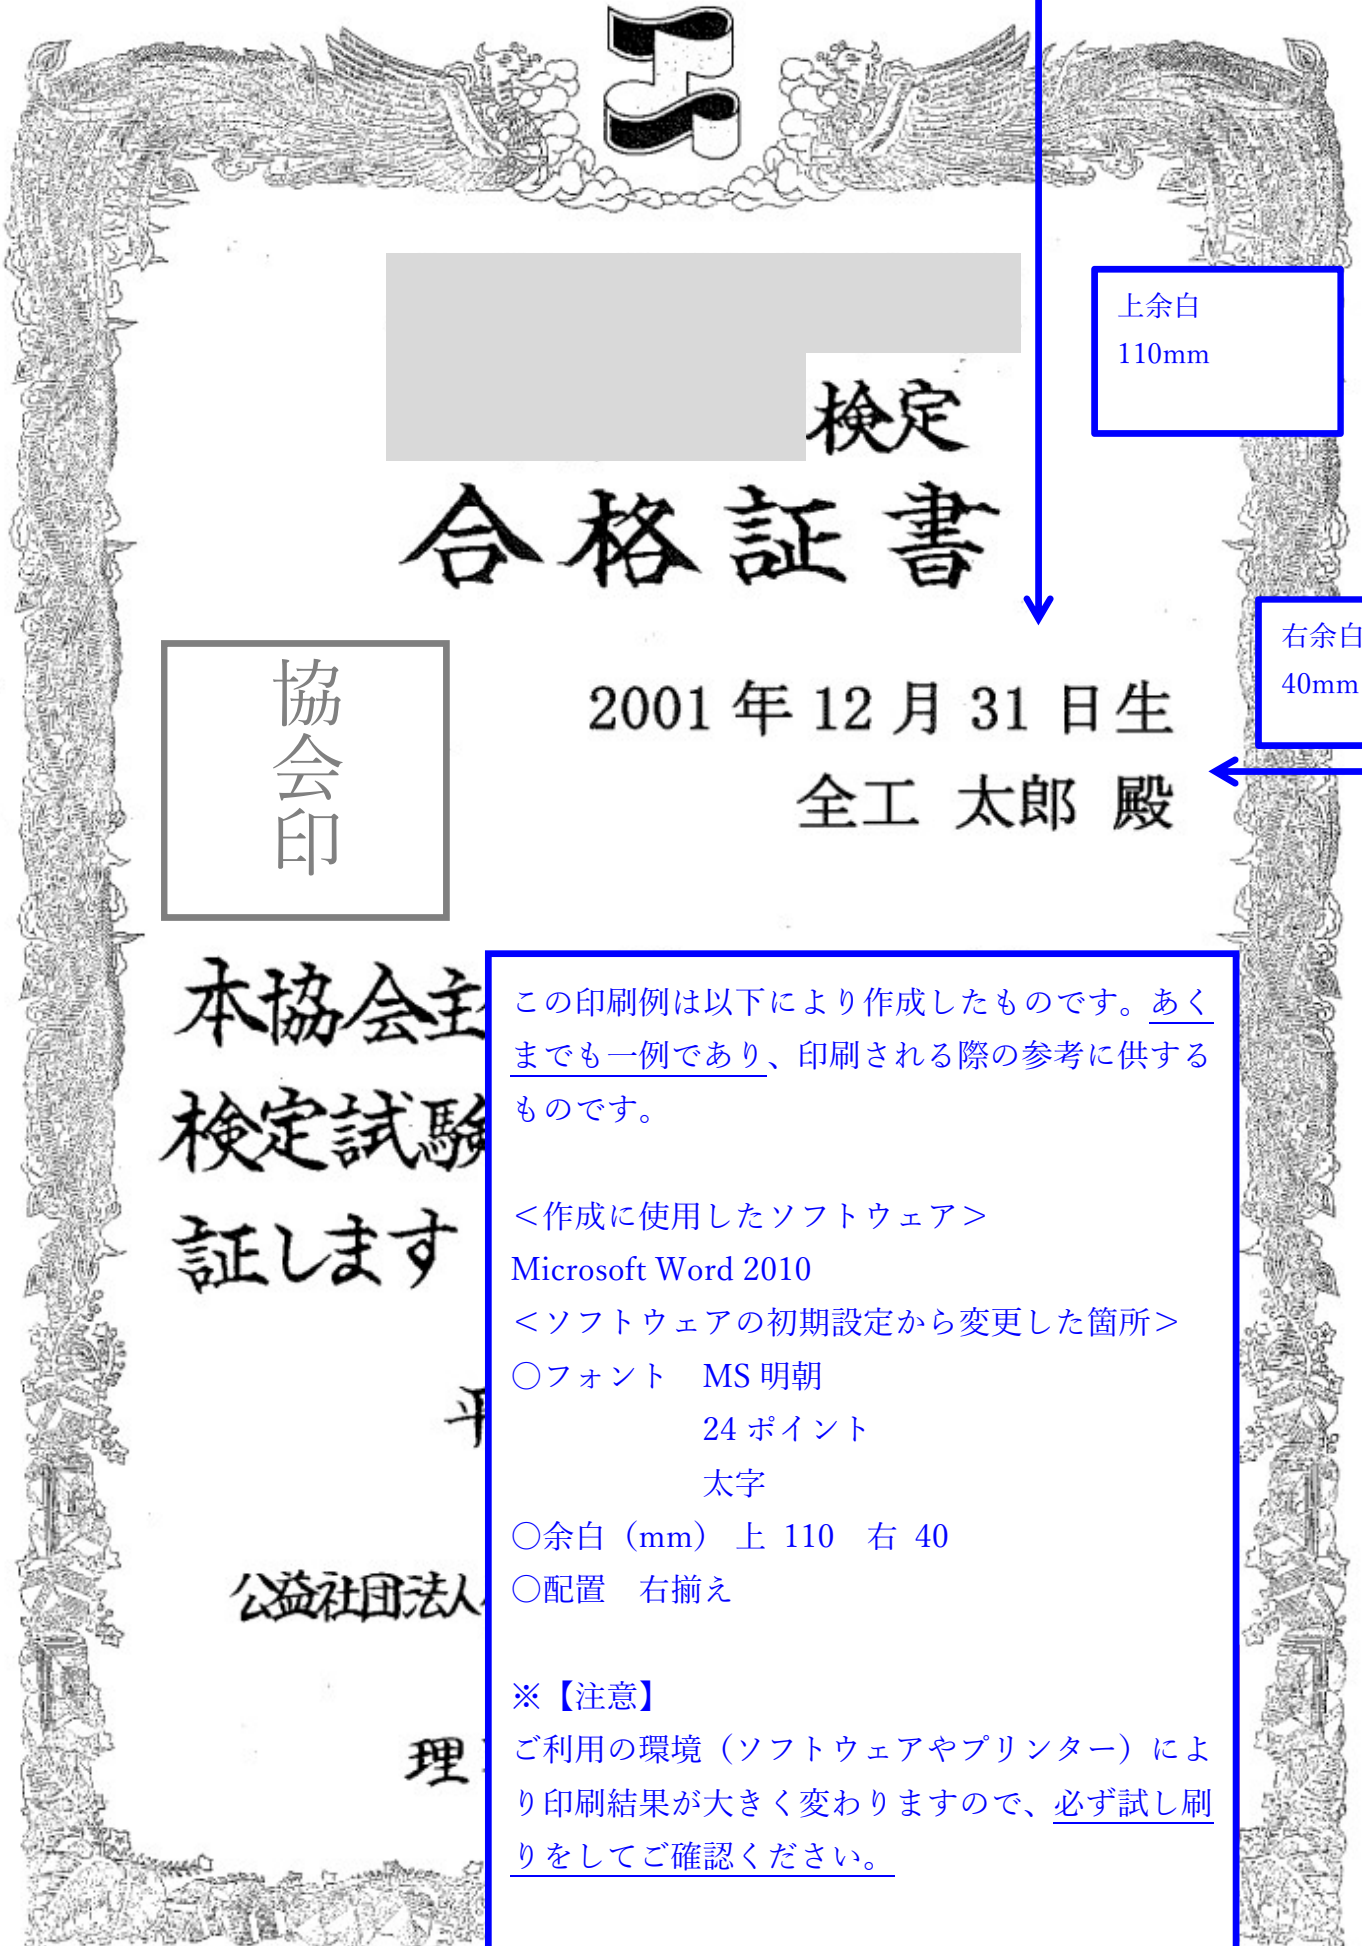 上余白
110mm
検定
合格証書
右余白
40mm
協会印
2001年12月31日生
全工 太郎 殿
本協会主
検定試験
証します
平
公益社団法人
理
この印刷例は以下により作成したものです。あく
までも一例であり、印刷される際の参考に供する
ものです。
＜作成に使用したソフトウェア＞
Microsoft Word 2010
＜ソフトウェアの初期設定から変更した箇所＞
○フォント　MS 明朝
24 ポイント
太字
○余白（mm） 上 110　右 40
○配置　右揃え
※【注意】
ご利用の環境（ソフトウェアやプリンター）によ
り印刷結果が大きく変わりますので、必ず試し刷
りをしてご確認ください。